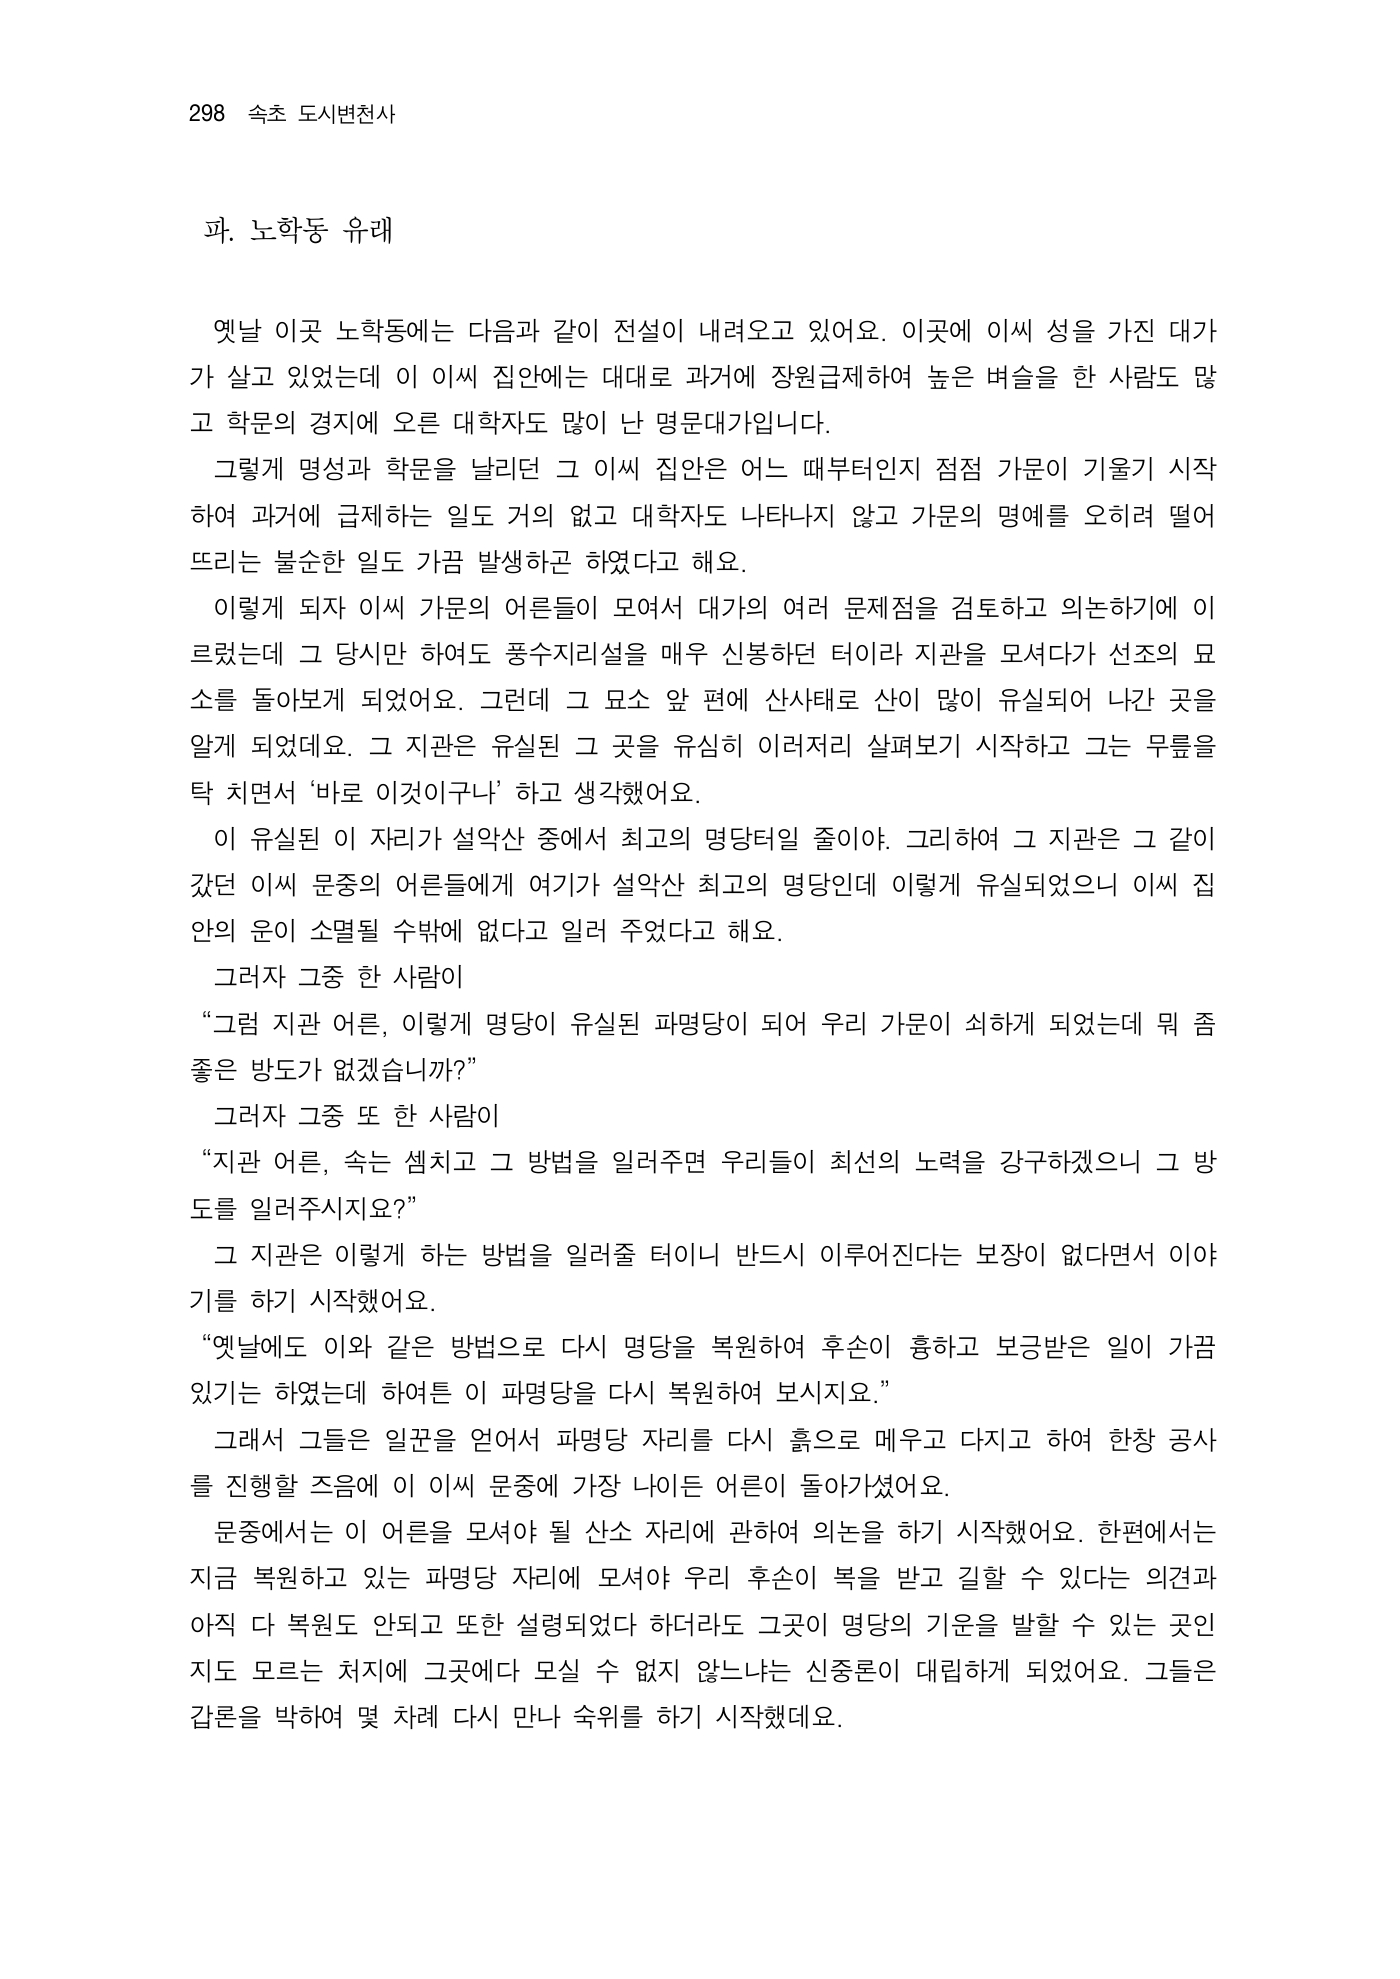 298 속초 도시변천사
파. 노학동 유래
옛날 이곳 노학동에는 다음과 같이 전설이 내려오고 있어요. 이곳에 이씨 성을 가진 대가
가 살고 있었는데 이 이씨 집안에는 대대로 과거에 장원급제하여 높은 벼슬을 한 사람도 많
고 학문의 경지에 오른 대학자도 많이 난 명문대가입니다.
그렇게 명성과 학문을 날리던 그 이씨 집안은 어느 때부터인지 점점 가문이 기울기 시작
하여 과거에 급제하는 일도 거의 없고 대학자도 나타나지 않고 가문의 명예를 오히려 떨어
뜨리는 불순한 일도 가끔 발생하곤 하였다고 해요.
이렇게 되자 이씨 가문의 어른들이 모여서 대가의 여러 문제점을 검토하고 의논하기에 이
르렀는데 그 당시만 하여도 풍수지리설을 매우 신봉하던 터이라 지관을 모셔다가 선조의 묘
소를 돌아보게 되었어요. 그런데 그 묘소 앞 편에 산사태로 산이 많이 유실되어 나간 곳을
알게 되었데요. 그 지관은 유실된 그 곳을 유심히 이러저리 살펴보기 시작하고 그는 무릎을
탁 치면서 ‘바로 이것이구나’ 하고 생각했어요.
이 유실된 이 자리가 설악산 중에서 최고의 명당터일 줄이야. 그리하여 그 지관은 그 같이
갔던 이씨 문중의 어른들에게 여기가 설악산 최고의 명당인데 이렇게 유실되었으니 이씨 집
안의 운이 소멸될 수밖에 없다고 일러 주었다고 해요.
그러자 그중 한 사람이
“그럼 지관 어른, 이렇게 명당이 유실된 파명당이 되어 우리 가문이 쇠하게 되었는데 뭐 좀
좋은 방도가 없겠습니까?”
그러자 그중 또 한 사람이
“지관 어른, 속는 셈치고 그 방법을 일러주면 우리들이 최선의 노력을 강구하겠으니 그 방
도를 일러주시지요?”
그 지관은 이렇게 하는 방법을 일러줄 터이니 반드시 이루어진다는 보장이 없다면서 이야
기를 하기 시작했어요.
“옛날에도 이와 같은 방법으로 다시 명당을 복원하여 후손이 흥하고 보긍받은 일이 가끔
있기는 하였는데 하여튼 이 파명당을 다시 복원하여 보시지요.”
그래서 그들은 일꾼을 얻어서 파명당 자리를 다시 흙으로 메우고 다지고 하여 한창 공사
를 진행할 즈음에 이 이씨 문중에 가장 나이든 어른이 돌아가셨어요.
문중에서는 이 어른을 모셔야 될 산소 자리에 관하여 의논을 하기 시작했어요. 한편에서는
지금 복원하고 있는 파명당 자리에 모셔야 우리 후손이 복을 받고 길할 수 있다는 의견과
아직 다 복원도 안되고 또한 설령되었다 하더라도 그곳이 명당의 기운을 발할 수 있는 곳인
지도 모르는 처지에 그곳에다 모실 수 없지 않느냐는 신중론이 대립하게 되었어요. 그들은
갑론을 박하여 몇 차례 다시 만나 숙위를 하기 시작했데요.